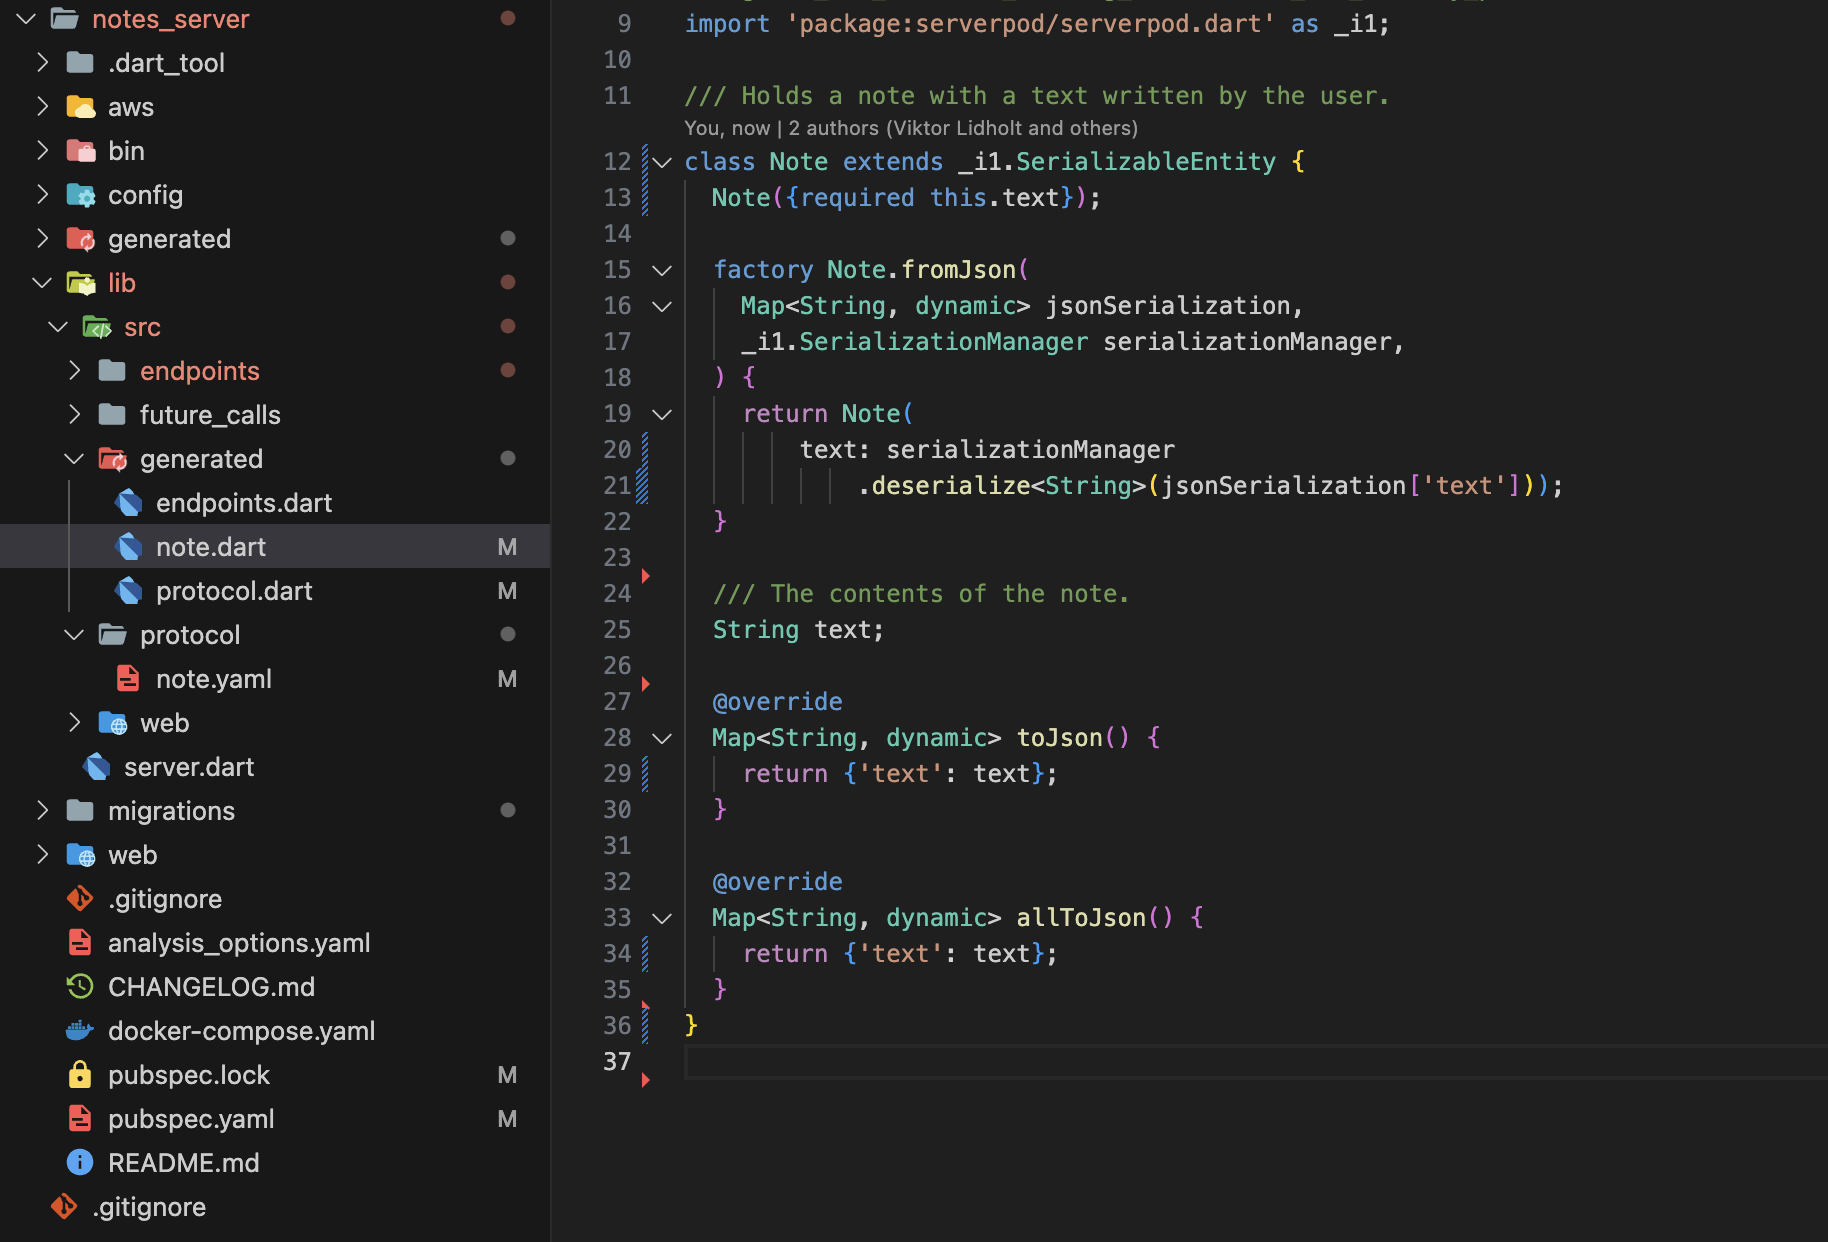 notes_server
.dart_tool
aws
bin
config
generated
lib
src
endpoints
future_calls
generated
endpoints.dart
note.dart M
protocol.dart M
protocol
note.yaml M
web
server.dart
migrations
web
.gitignore
analysis_options.yaml
CHANGELOG.md
docker-compose.yaml
pubspec.lock M
pubspec.yaml M
README.md
.gitignore
9 import 'package:serverpod/serverpod.dart' as _i1;
10
11 /// Holds a note with a text written by the user.
You, now | 2 authors (Viktor Lidholt and others)
12 class Note extends _i1.SerializableEntity {
13 Note({required this.text});
14
15 factory Note.fromJson(
16 Map<String, dynamic> jsonSerialization,
17 _i1.SerializationManager serializationManager,
18 ) {
19 return Note(
20 text: serializationManager
21 .deserialize<String>(jsonSerialization['text']));
22 }
23
24 /// The contents of the note.
25 String text;
26
27 @override
28 Map<String, dynamic> toJson() {
29 return {'text': text};
30 }
31
32 @override
33 Map<String, dynamic> allToJson() {
34 return {'text': text};
35 }
36 }
37